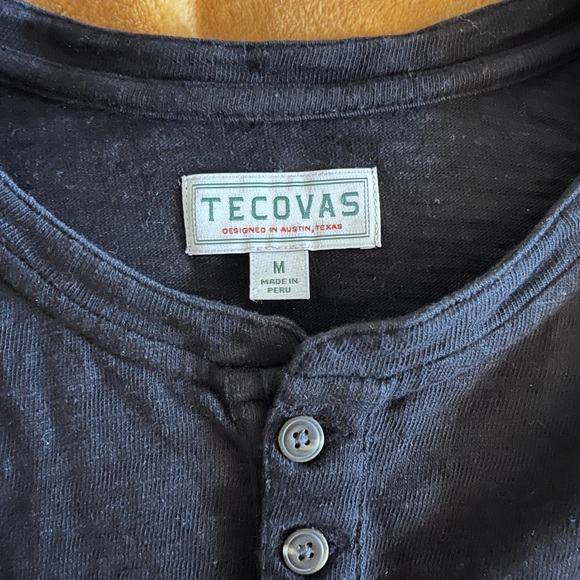 TECOVAS
DESIGNED IN AUSTIN, TEXAS
M
MADE IN
PERU